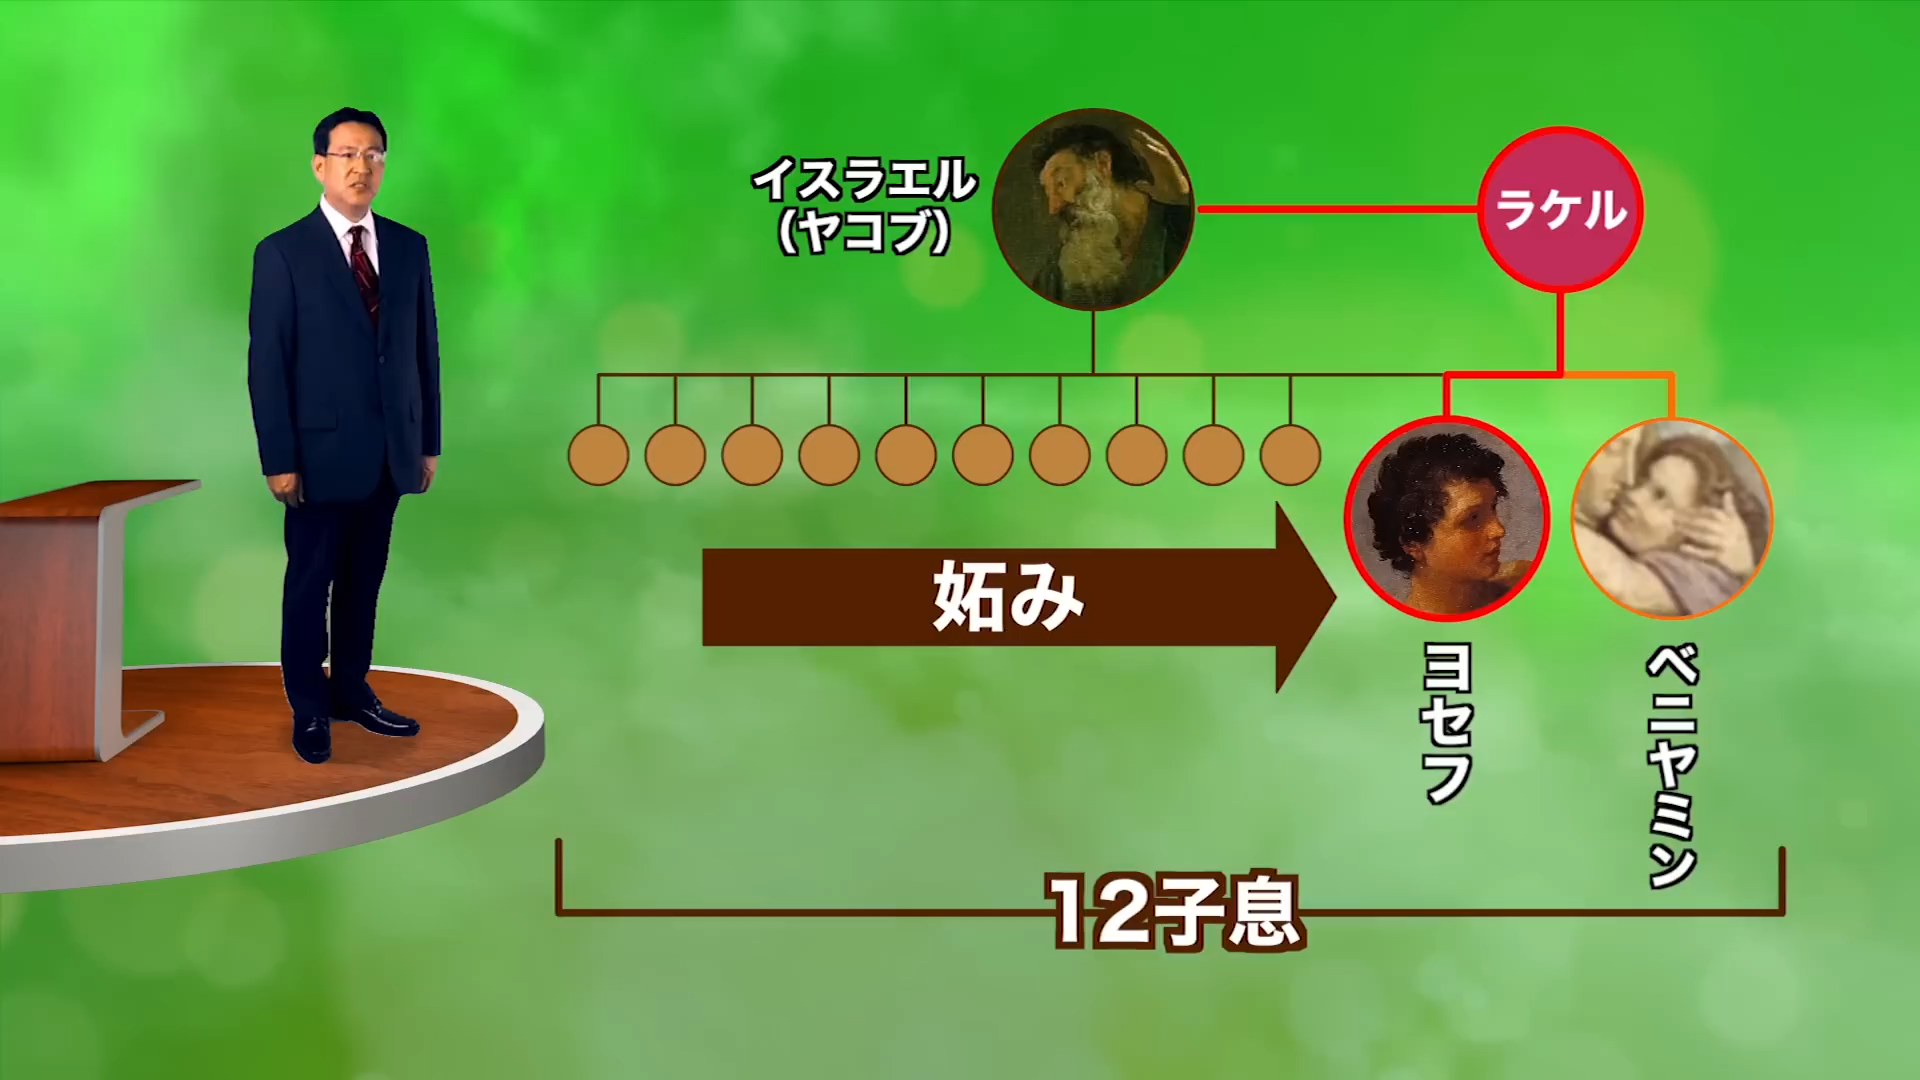 イスラエル
(ヤコブ)
ラケル
妬み
ヨセフ
ベニヤミン
12子息